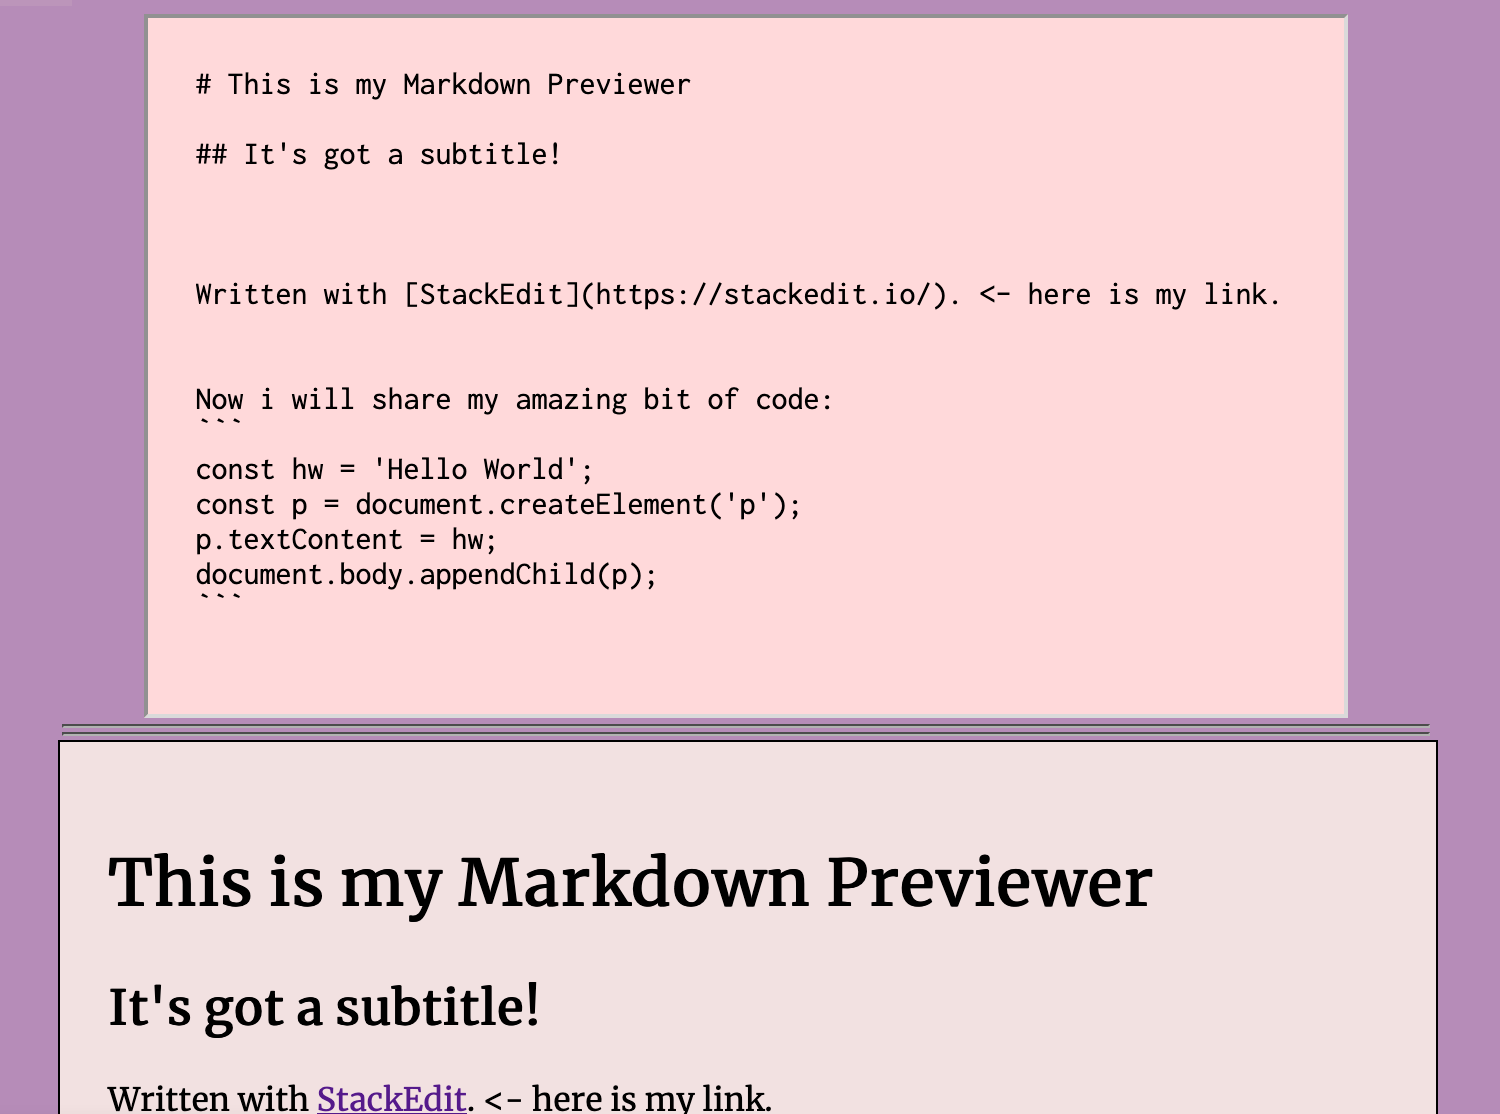 # This is my Markdown Previewer
## It's got a subtitle!
Written with [StackEdit](https://stackedit.io/). <- here is my link.
Now i will share my amazing bit of code:
```
const hw = 'Hello World';
const p = document.createElement('p');
p.textContent = hw;
document.body.appendChild(p);
```
This is my Markdown Previewer
It's got a subtitle!
Written with StackEdit. <- here is my link.